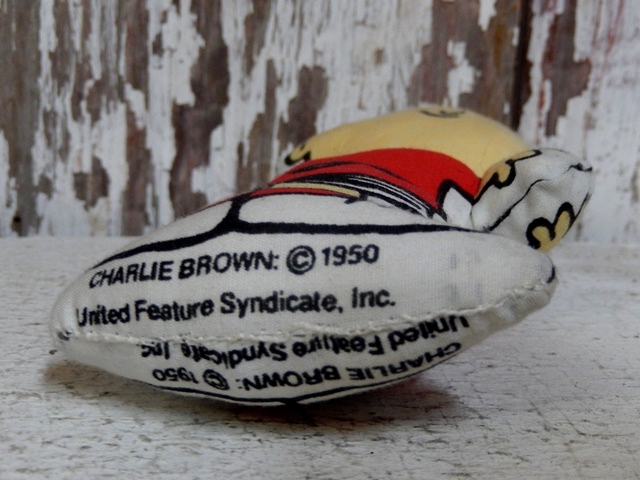 CHARLIE BROWN: © 1950
United Feature Syndicate, Inc.
United Feature Syndicate, Inc
CHARLIE BROWN: © 1950